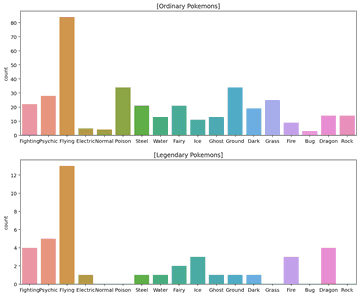 [Ordinary Pokemons]
80
70
60
50
40
30
20
10
0
count
Fighting Psychic Flying Electric Normal Poison Steel Water Fairy Ice Ghost Ground Dark Grass Fire Bug Dragon Rock
[Legendary Pokemons]
12
10
8
6
4
2
0
count
Fighting Psychic Flying Electric Normal Poison Steel Water Fairy Ice Ghost Ground Dark Grass Fire Bug Dragon Rock